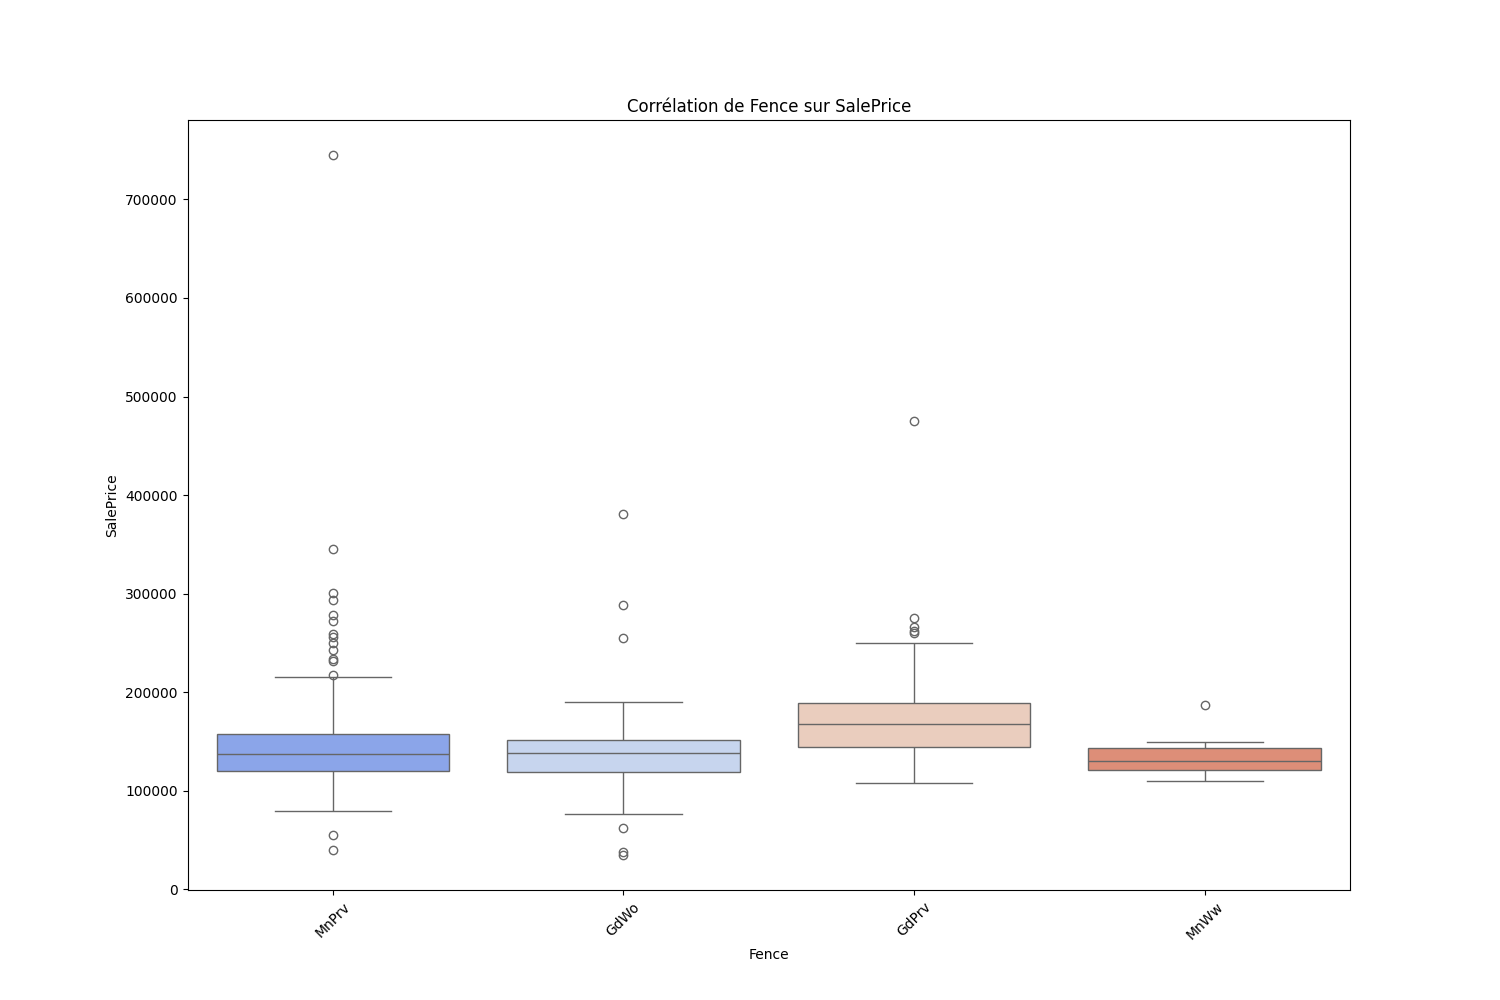 Corrélation de Fence sur SalePrice
700000
600000
500000
400000
300000
200000
100000
0
SalePrice
MnPrv
GdWo
GdPrv
MnWw
Fence